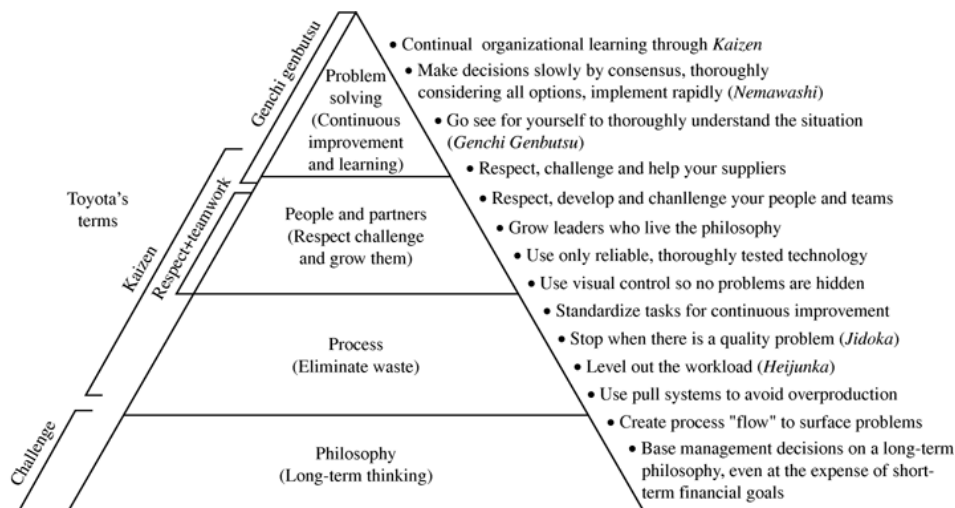 Toyota's
terms
Genchi genbutsu
Kaizen
Respect+teamwork
Challenge
Problem
solving
(Continuous
improvement
and learning)
People and partners
(Respect challenge
and grow them)
Process
(Eliminate waste)
Philosophy
(Long-term thinking)
• Continual organizational learning through Kaizen
• Make decisions slowly by consensus, thoroughly
considering all options, implement rapidly (Nemawashi)
• Go see for yourself to thoroughly understand the situation
(Genchi Genbutsu)
• Respect, challenge and help your suppliers
• Respect, develop and chanllenge your people and teams
• Grow leaders who live the philosophy
• Use only reliable, thoroughly tested technology
• Use visual control so no problems are hidden
• Standardize tasks for continuous improvement
• Stop when there is a quality problem (Jidoka)
• Level out the workload (Heijunka)
• Use pull systems to avoid overproduction
• Create process "flow" to surface problems
• Base management decisions on a long-term
philosophy, even at the expense of short-
term financial goals